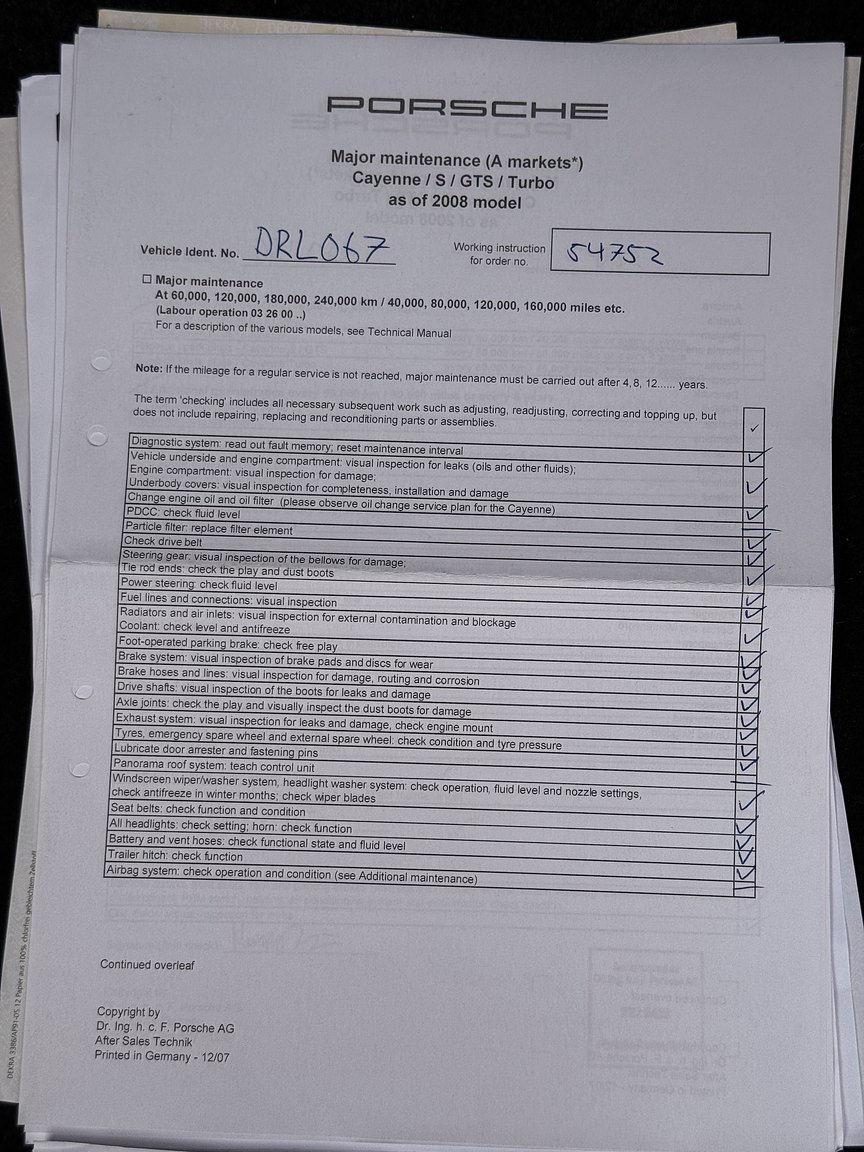 PORSCHE
Major maintenance (A markets*)
Cayenne / S / GTS / Turbo
as of 2008 model
Vehicle Ident. No. DRL067
Working instruction
for order no. 54752
☐ Major maintenance
At 60,000, 120,000, 180,000, 240,000 km / 40,000, 80,000, 120,000, 160,000 miles etc.
(Labour operation 03 26 00 ..)
For a description of the various models, see Technical Manual
Note: If the mileage for a regular service is not reached, major maintenance must be carried out after 4, 8, 12...... years.
The term 'checking' includes all necessary subsequent work such as adjusting, readjusting, correcting and topping up, but
does not include repairing, replacing and reconditioning parts or assemblies. ✓
Diagnostic system: read out fault memory; reset maintenance interval
Vehicle underside and engine compartment: visual inspection for leaks (oils and other fluids);
Engine compartment: visual inspection for damage;
Underbody covers: visual inspection for completeness, installation and damage
Change engine oil and oil filter (please observe oil change service plan for the Cayenne)
PDCC: check fluid level
Particle filter: replace filter element
Check drive belt
Steering gear: visual inspection of the bellows for damage;
Tie rod ends: check the play and dust boots
Power steering: check fluid level
Fuel lines and connections: visual inspection
Radiators and air inlets: visual inspection for external contamination and blockage
Coolant: check level and antifreeze
Foot-operated parking brake: check free play
Brake system: visual inspection of brake pads and discs for wear
Brake hoses and lines: visual inspection for damage, routing and corrosion
Drive shafts: visual inspection of the boots for leaks and damage
Axle joints: check the play and visually inspect the dust boots for damage
Exhaust system: visual inspection for leaks and damage, check engine mount
Tyres, emergency spare wheel and external spare wheel: check condition and tyre pressure
Lubricate door arrester and fastening pins
Panorama roof system: teach control unit
Windscreen wiper/washer system, headlight washer system: check operation, fluid level and nozzle settings,
check antifreeze in winter months; check wiper blades
Seat belts: check function and condition
All headlights: check setting; horn: check function
Battery and vent hoses: check functional state and fluid level
Trailer hitch: check function
Airbag system: check operation and condition (see Additional maintenance)
Continued overleaf
Copyright by
Dr. Ing. h. c. F. Porsche AG
After Sales Technik
Printed in Germany - 12/07